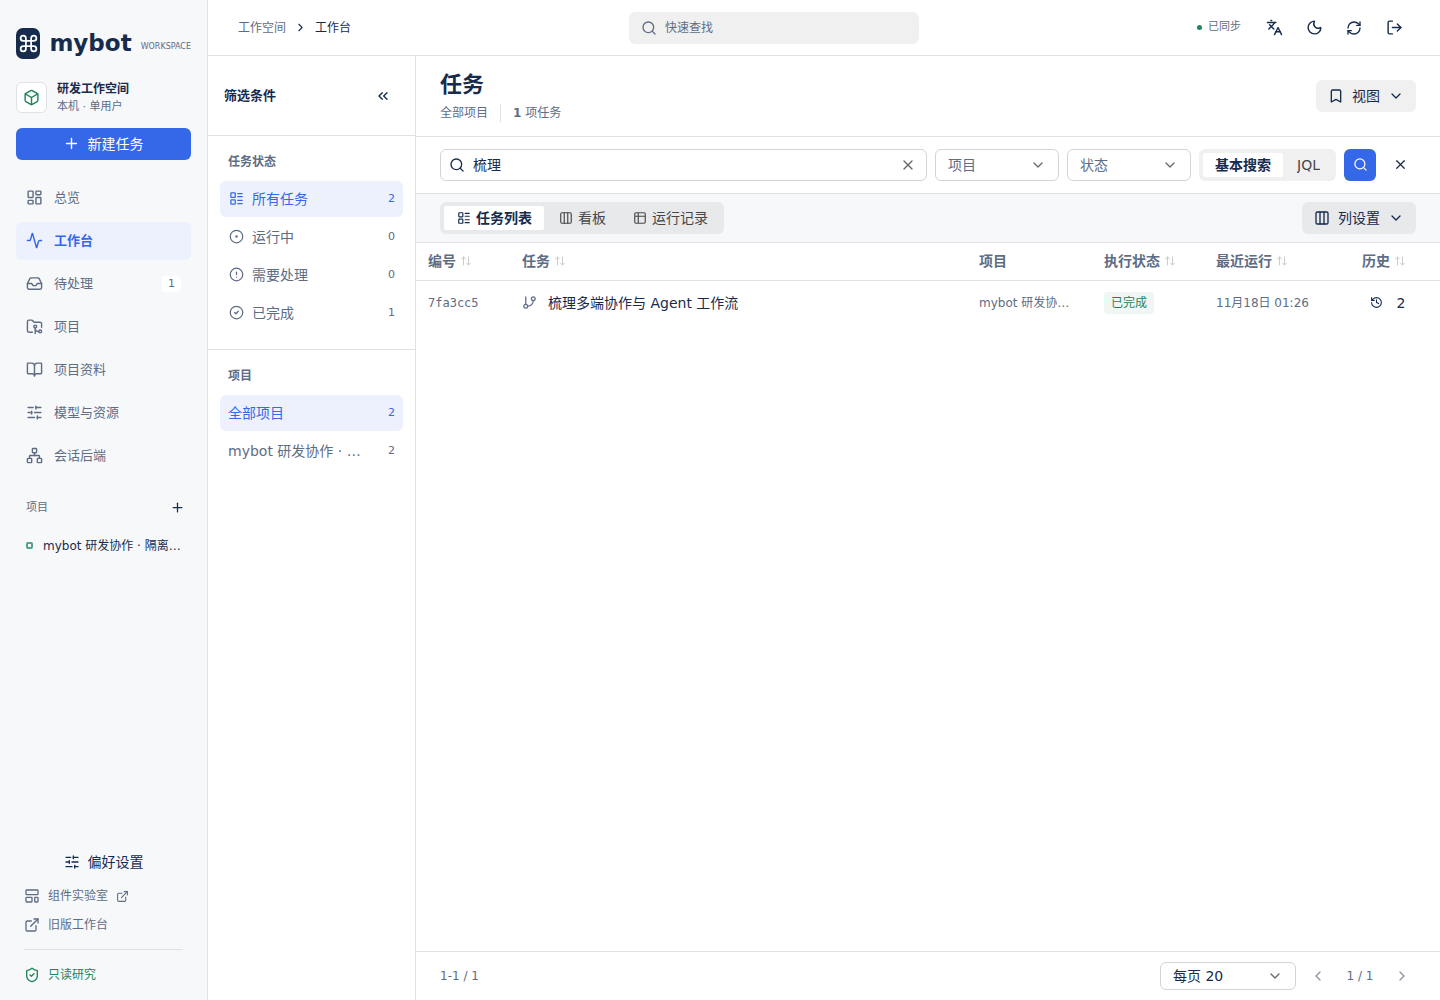 mybot WORKSPACE
研发工作空间
本机 · 单用户
新建任务
总览
工作台
待处理 1
项目
项目资料
模型与资源
会话后端
项目
mybot 研发协作 · 隔离...
偏好设置
组件实验室
旧版工作台
只读研究
工作空间 > 工作台
快速查找
已同步
筛选条件
任务状态
所有任务 2
运行中 0
需要处理 0
已完成 1
项目
全部项目 2
mybot 研发协作 · ... 2
任务
全部项目 1 项任务
视图
梳理
项目
状态
基本搜索 JQL
任务列表 看板 运行记录
列设置
编号 任务 项目 执行状态 最近运行 历史
7fa3cc5 梳理多端协作与 Agent 工作流 mybot 研发协... 已完成 11月18日 01:26 2
1-1 / 1
每页 20
1 / 1